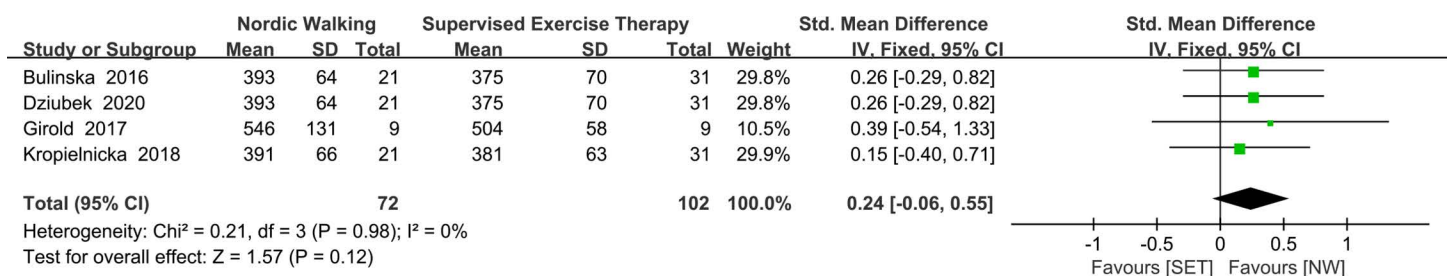 Nordic Walking Supervised Exercise Therapy Std. Mean Difference Std. Mean Difference
Study or Subgroup Mean SD Total Mean SD Total Weight IV, Fixed, 95% CI IV, Fixed, 95% CI
Bulinska 2016 393 64 21 375 70 31 29.8% 0.26 [-0.29, 0.82]
Dziubek 2020 393 64 21 375 70 31 29.8% 0.26 [-0.29, 0.82]
Girold 2017 546 131 9 504 58 9 10.5% 0.39 [-0.54, 1.33]
Kropielnicka 2018 391 66 21 381 63 31 29.9% 0.15 [-0.40, 0.71]
Total (95% CI) 72 102 100.0% 0.24 [-0.06, 0.55]
Heterogeneity: Chi² = 0.21, df = 3 (P = 0.98); I² = 0%
Test for overall effect: Z = 1.57 (P = 0.12)
-1 -0.5 0 0.5 1
Favours [SET] Favours [NW]